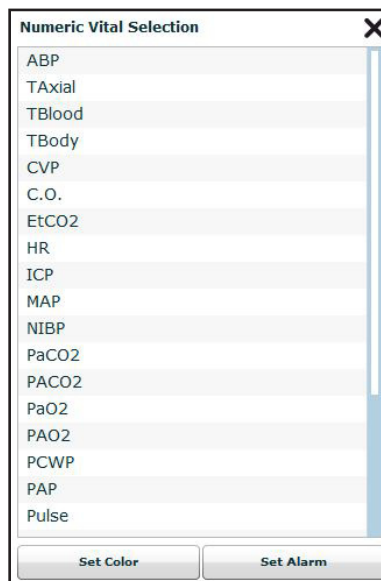 Numeric Vital Selection
ABP
TAxial
TBlood
TBody
CVP
C.O.
EtCO2
HR
ICP
MAP
NIBP
PaCO2
PACO2
PaO2
PAO2
PCWP
PAP
Pulse
Set Color Set Alarm